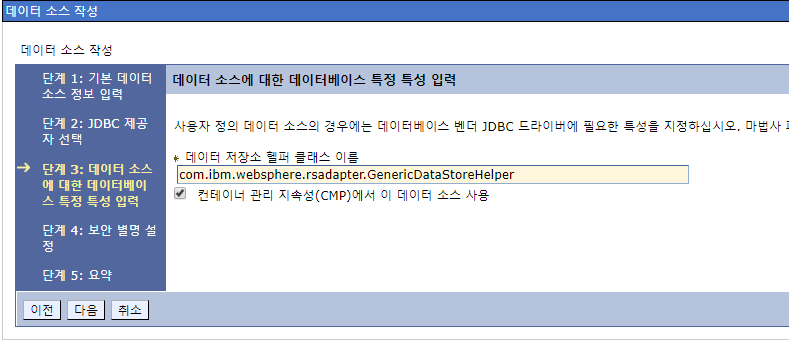 데이터 소스 작성
데이터 소스 작성
단계 1: 기본 데이터
소스 정보 입력
단계 2: JDBC 제공
자 선택
단계 3: 데이터 소스
에 대한 데이터베이
스 특정 특성 입력
단계 4: 보안 별명 설
정
단계 5: 요약
데이터 소스에 대한 데이터베이스 특정 특성 입력
사용자 정의 데이터 소스의 경우에는 데이터베이스 벤더 JDBC 드라이버에 필요한 특성을 지정하십시오. 마법사
* 데이터 저장소 헬퍼 클래스 이름
com.ibm.websphere.rsadapter.GenericDataStoreHelper
컨테이너 관리 지속성(CMP)에서 이 데이터 소스 사용
이전 다음 취소